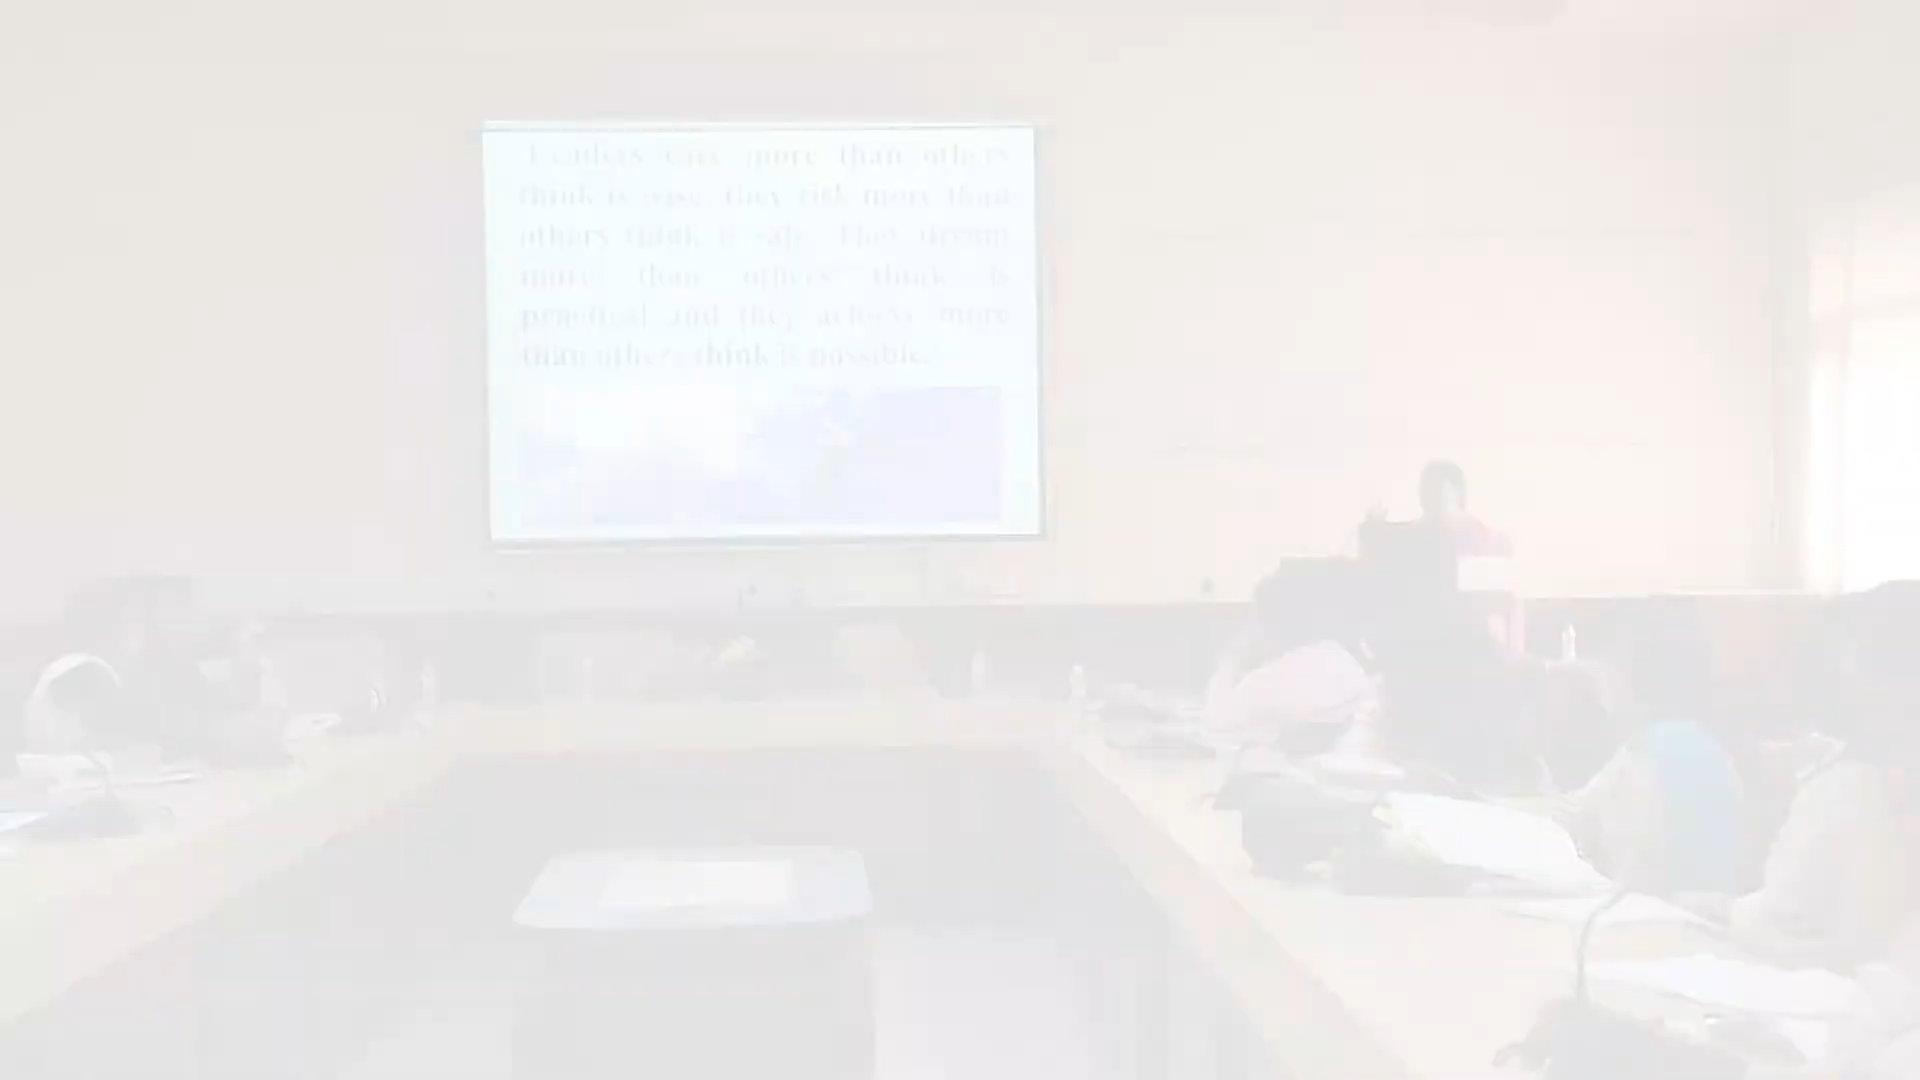 Leaders care more than others
think is wise, they risk more than
others think is safe. They dream
more than others think is
practical and they achieve more
than others think is possible.